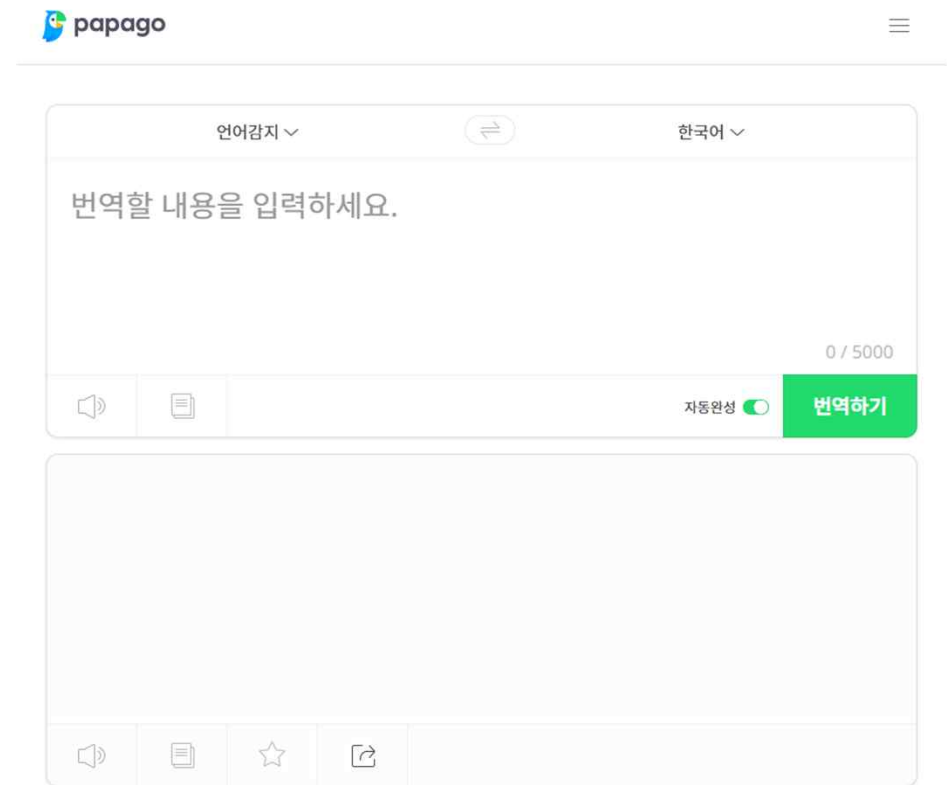 papago
언어감지
한국어
번역할 내용을 입력하세요.
0 / 5000
자동완성
번역하기